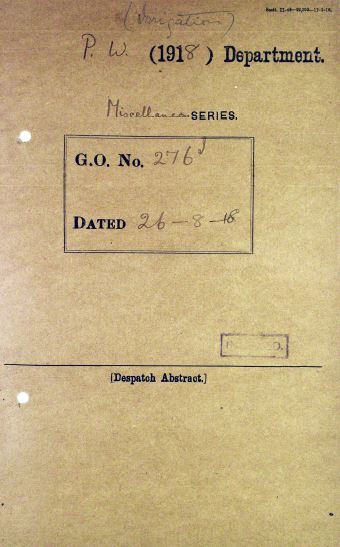 (Irrigation)
P. W. (1918) Department.
Miscellaneous SERIES.
G.O. No. 276 J
DATED 26-8-18
[Despatch Abstract.]